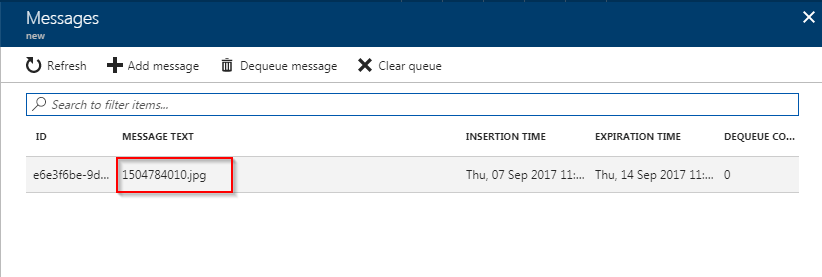 Messages
new
Refresh Add message Dequeue message Clear queue
Search to filter items...
ID MESSAGE TEXT INSERTION TIME EXPIRATION TIME DEQUEUE CO...
e6e3f6be-9d... 1504784010.jpg Thu, 07 Sep 2017 11:... Thu, 14 Sep 2017 11:... 0